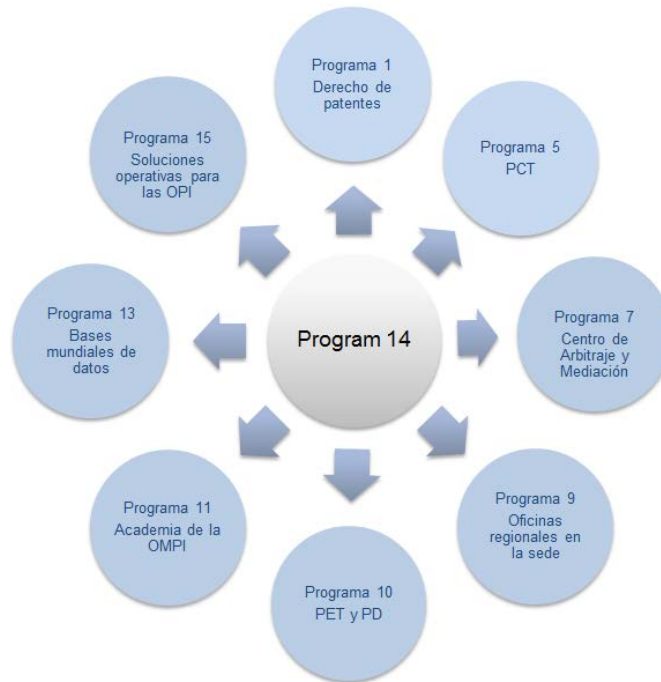 Programa 1
Derecho de
patentes
Programa 5
PCT
Programa 7
Centro de
Arbitraje y
Mediación
Programa 9
Oficinas
regionales en
la sede
Programa 10
PET y PD
Programa 11
Academia de la
OMPI
Programa 13
Bases
mundiales de
datos
Programa 15
Soluciones
operativas para
las OPI
Program 14